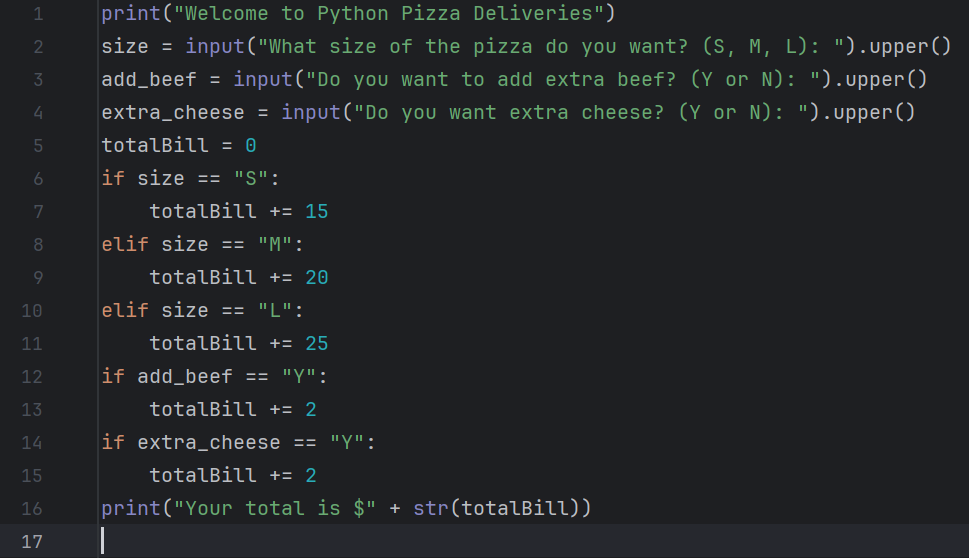 1 print("Welcome to Python Pizza Deliveries")
2 size = input("What size of the pizza do you want? (S, M, L): ").upper()
3 add_beef = input("Do you want to add extra beef? (Y or N): ").upper()
4 extra_cheese = input("Do you want extra cheese? (Y or N): ").upper()
5 totalBill = 0
6 if size == "S":
7     totalBill += 15
8 elif size == "M":
9     totalBill += 20
10 elif size == "L":
11     totalBill += 25
12 if add_beef == "Y":
13     totalBill += 2
14 if extra_cheese == "Y":
15     totalBill += 2
16 print("Your total is $" + str(totalBill))
17